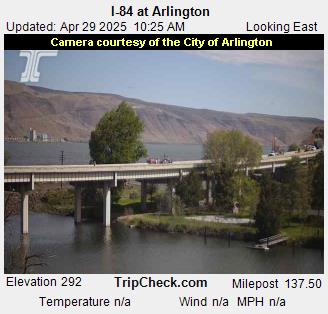 I-84 at Arlington
Updated: Apr 29 2025 10:25 AM Looking East
Camera courtesy of the City of Arlington
Elevation 292 TripCheck.com Milepost 137.50
Temperature n/a Wind n/a MPH n/a